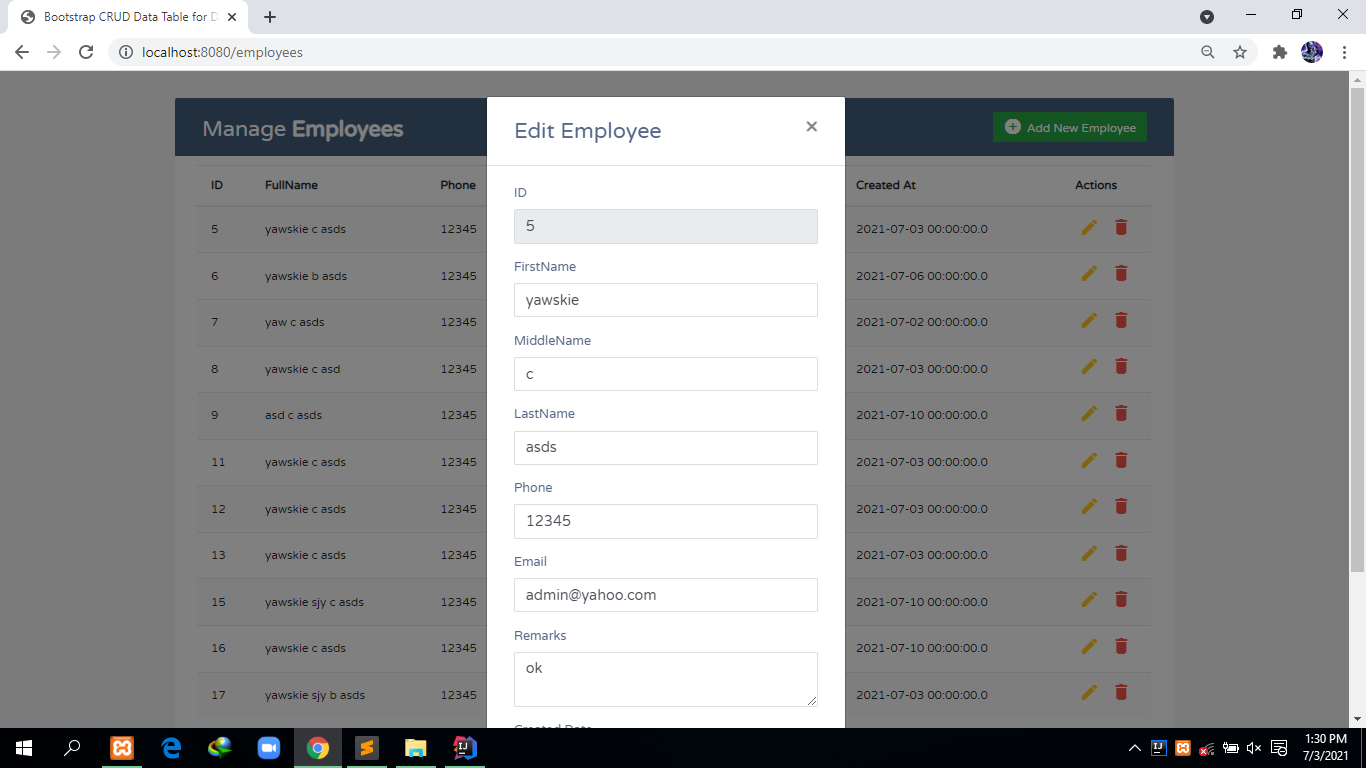 Bootstrap CRUD Data Table for D
localhost:8080/employees
Manage Employees
Add New Employee
ID FullName Phone Created At Actions
5 yawskie c asds 12345 2021-07-03 00:00:00.0
6 yawskie b asds 12345 2021-07-06 00:00:00.0
7 yaw c asds 12345 2021-07-02 00:00:00.0
8 yawskie c asd 12345 2021-07-03 00:00:00.0
9 asd c asds 12345 2021-07-10 00:00:00.0
11 yawskie c asds 12345 2021-07-03 00:00:00.0
12 yawskie c asds 12345 2021-07-03 00:00:00.0
13 yawskie c asds 12345 2021-07-03 00:00:00.0
15 yawskie sjy c asds 12345 2021-07-10 00:00:00.0
16 yawskie c asds 12345 2021-07-10 00:00:00.0
17 yawskie sjy b asds 12345 2021-07-03 00:00:00.0
Edit Employee
ID
5
FirstName
yawskie
MiddleName
c
LastName
asds
Phone
12345
Email
admin@yahoo.com
Remarks
ok
Created Date
1:30 PM
7/3/2021